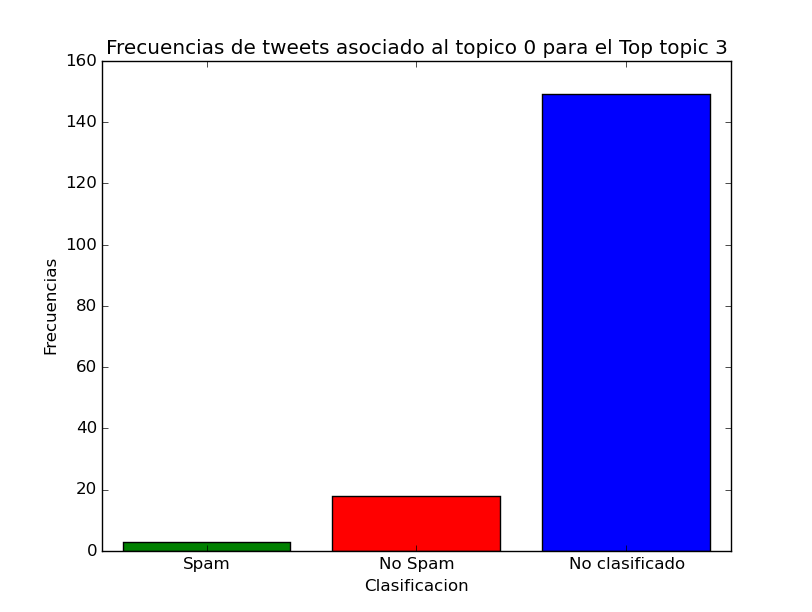 Frecuencias de tweets asociado al topico 0 para el Top topic 3
160
140
120
100
80
60
40
20
0
Frecuencias
Spam No Spam No clasificado
Clasificacion